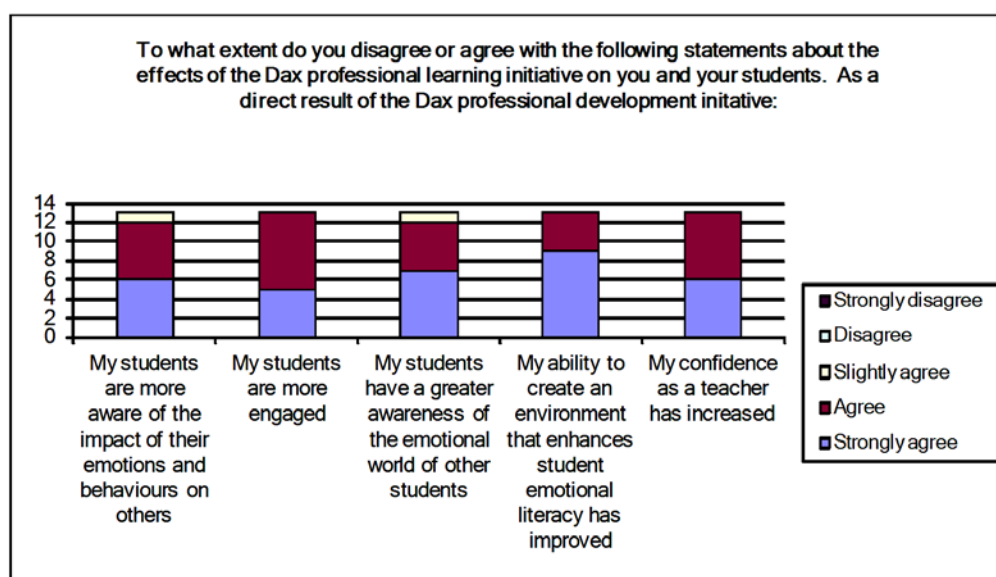 To what extent do you disagree or agree with the following statements about the
effects of the Dax professional learning initiative on you and your students. As a
direct result of the Dax professional development initative:
14
12
10
8
6
4
2
0
My students
are more
aware of the
impact of their
emotions and
behaviours on
others
My students
are more
engaged
My students
have a greater
awareness of
the emotional
world of other
students
My ability to
create an
environment
that enhances
student
emotional
literacy has
improved
My confidence
as a teacher
has increased
Strongly disagree
Disagree
Slightly agree
Agree
Strongly agree